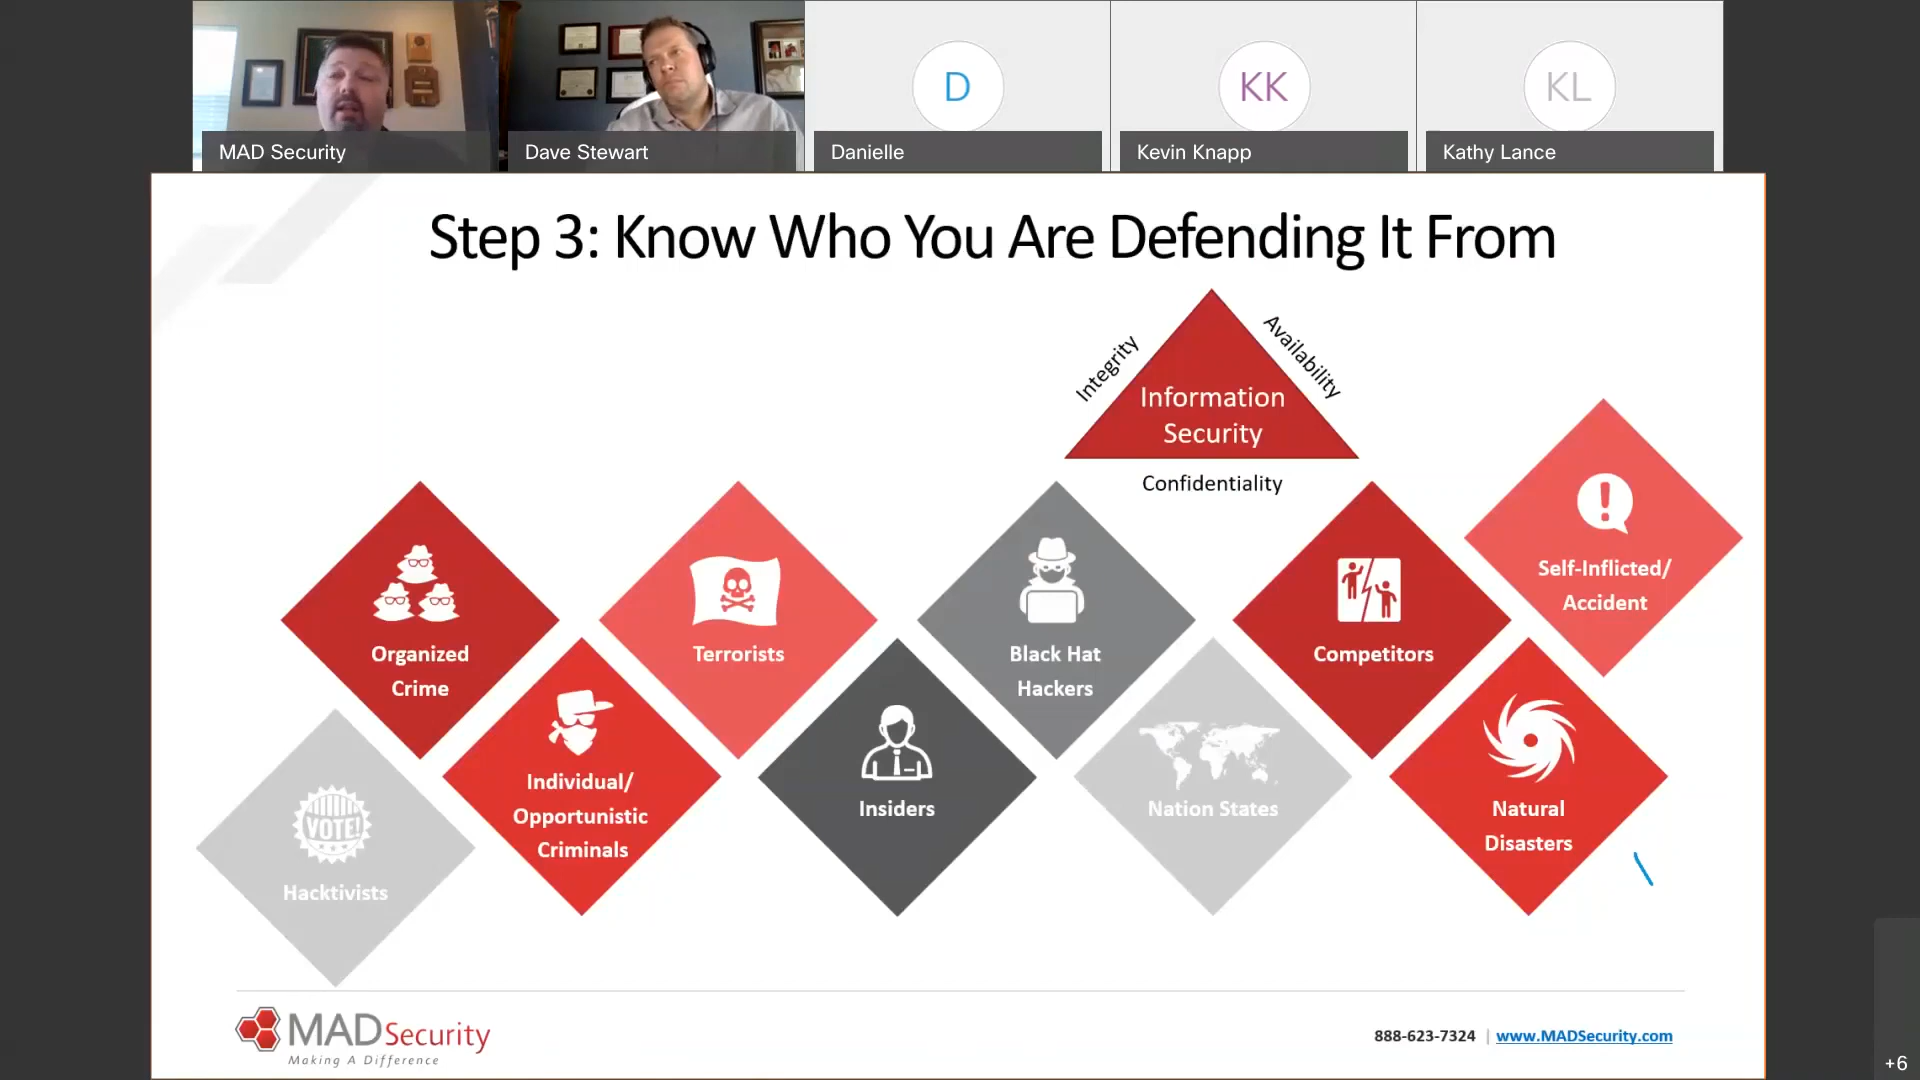 D
KK
KL
MAD Security
Dave Stewart
Danielle
Kevin Knapp
Kathy Lance
Step 3: Know Who You Are Defending It From
Integrity
Availability
Information
Security
Confidentiality
Self-Inflicted/
Accident
Organized
Crime
Terrorists
Black Hat
Hackers
Competitors
VOTE!
Hacktivists
Individual/
Opportunistic
Criminals
Insiders
Nation States
Natural
Disasters
MAD Security
Making A Difference
888-623-7324 | www.MADSecurity.com
+6